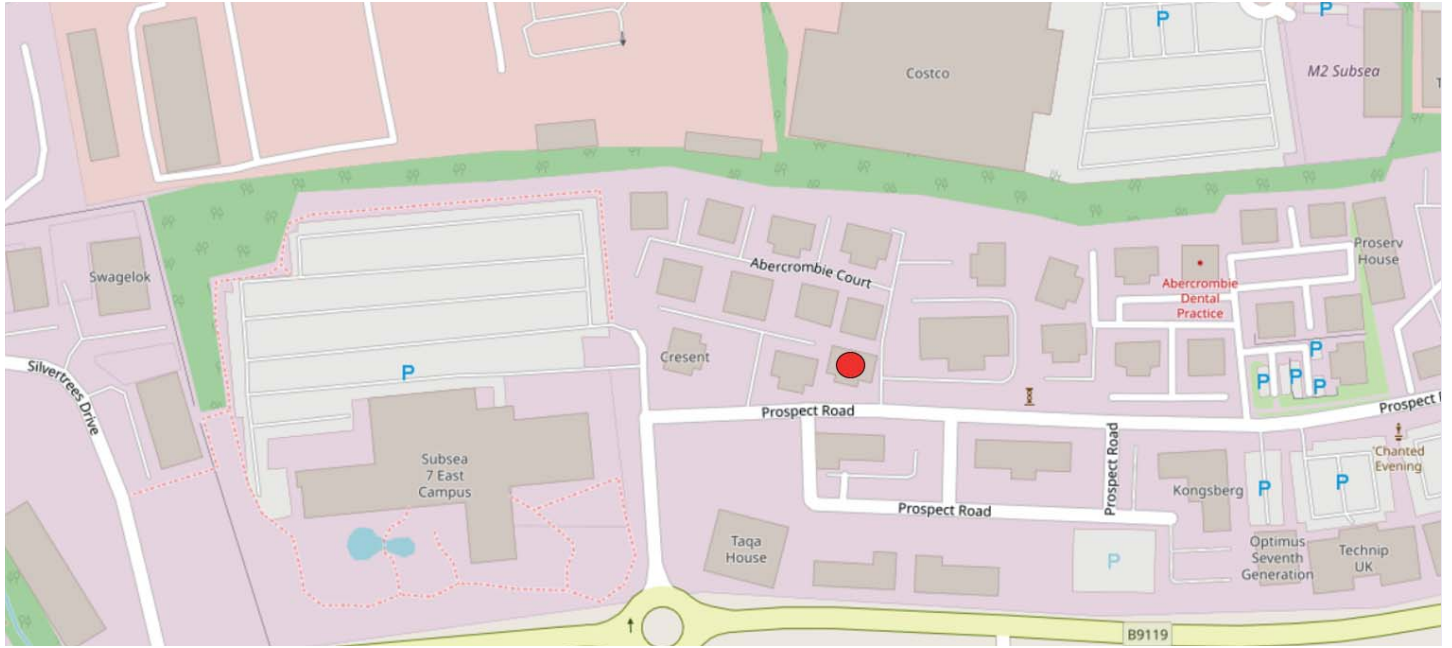 P
P
Costco
M2 Subsea
T
Swagelok
Abercrombie Court
Proserv
House
Abercrombie
Dental
Practice
Cresent
P
P
P
P
P
Silvertrees Drive
Prospect Road
Prospect R
Subsea
7 East
Campus
Prospect Road
'Chanted
Evening
Kongsberg
P
P
Prospect Road
Taqa
House
Optimus
Seventh
Generation
Technip
UK
P
B9119